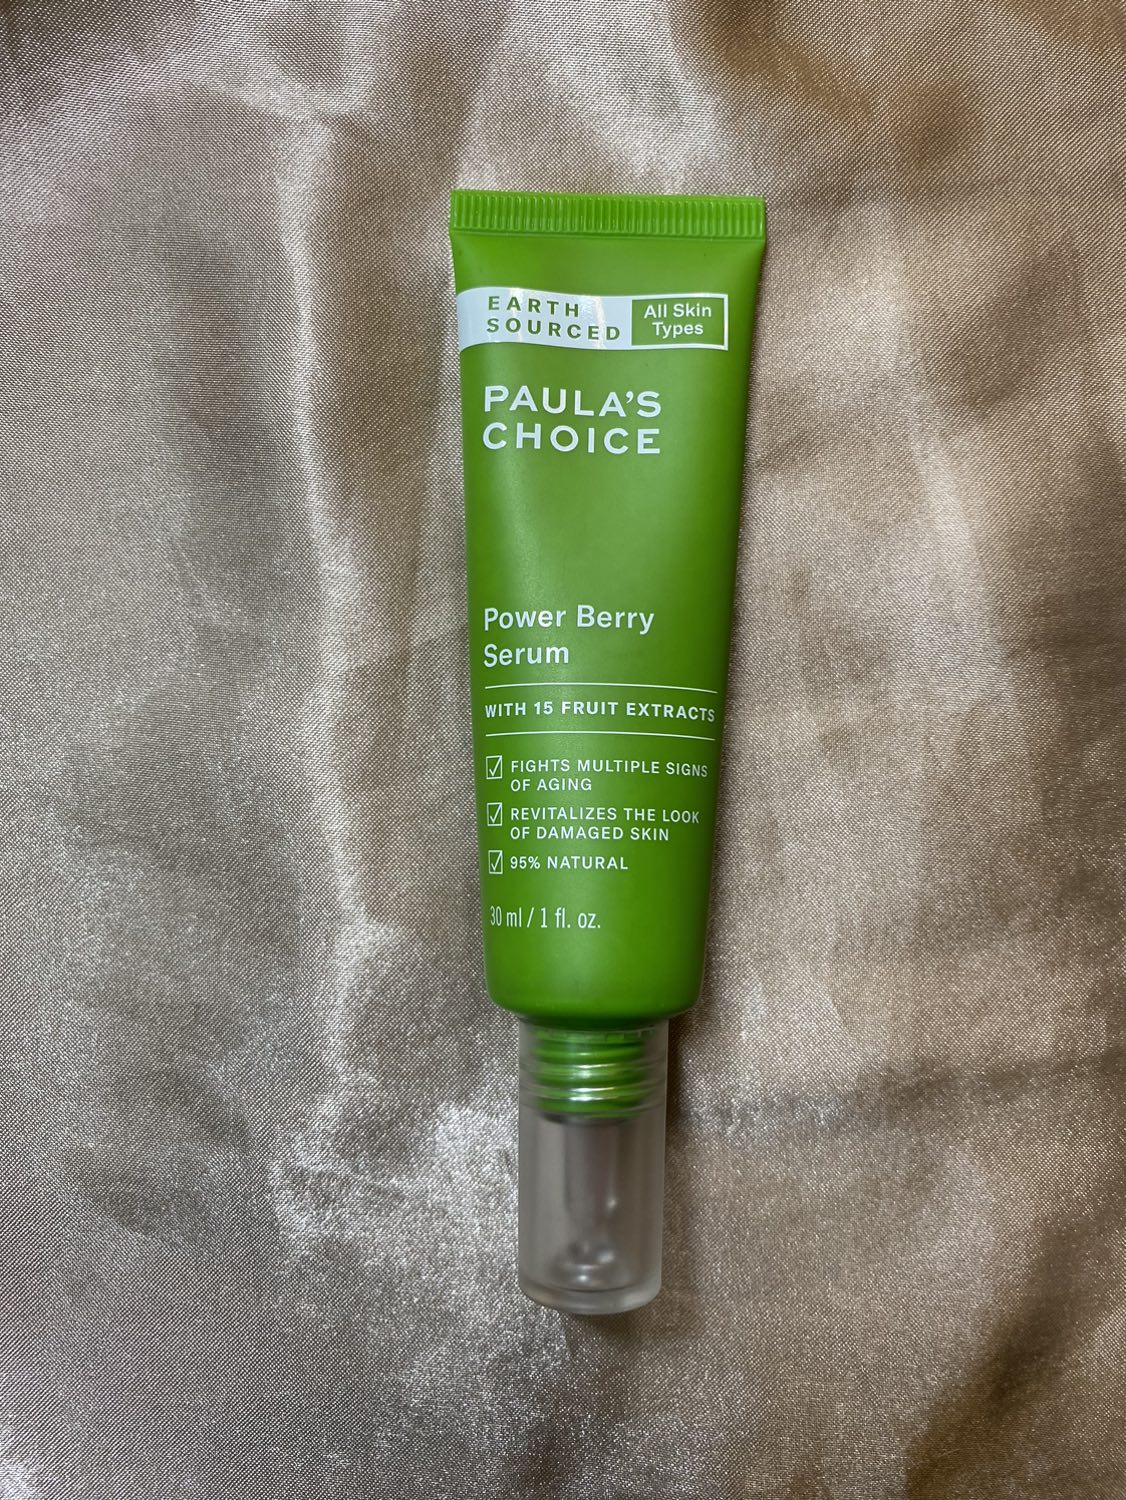 EARTH
SOURCED
All Skin
Types
PAULA'S
CHOICE
Power Berry
Serum
WITH 15 FRUIT EXTRACTS
FIGHTS MULTIPLE SIGNS
OF AGING
REVITALIZES THE LOOK
OF DAMAGED SKIN
95% NATURAL
30 ml / 1 fl. oz.